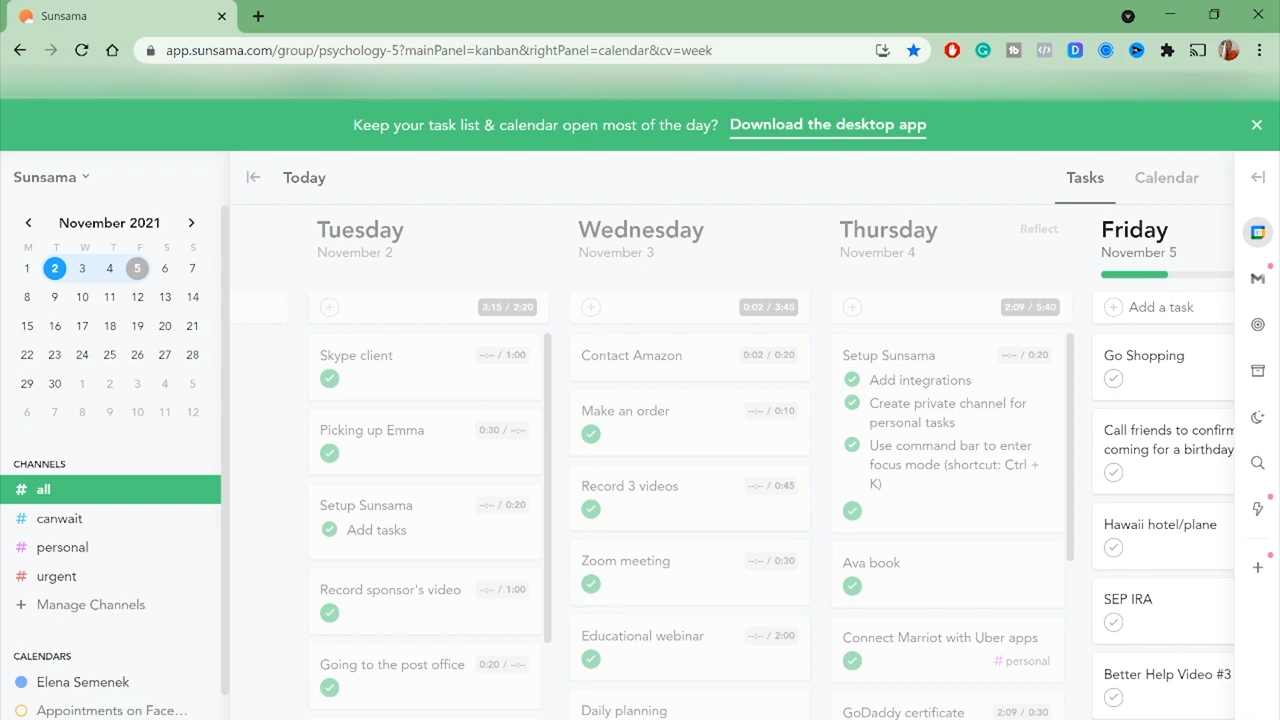 Sunsama
app.sunsama.com/group/psychology-5?mainPanel=kanban&rightPanel=calendar&cv=week
Keep your task list & calendar open most of the day? Download the desktop app
Sunsama
Today
Tasks
Calendar
November 2021
M T W T F S S
1 2 3 4 5 6 7
8 9 10 11 12 13 14
15 16 17 18 19 20 21
22 23 24 25 26 27 28
29 30 1 2 3 4 5
6 7 8 9 10 11 12
CHANNELS
# all
# canwait
# personal
# urgent
+ Manage Channels
CALENDARS
Elena Semenek
Appointments on Face...
Tuesday
November 2
3:15 / 2:20
Skype client --:-- / 1:00
Picking up Emma 0:30 / --:--
Setup Sunsama --:-- / 0:20
Add tasks
Record sponsor's video --:-- / 1:00
Going to the post office 0:20 / --:--
Wednesday
November 3
0:02 / 3:45
Contact Amazon 0:02 / 0:20
Make an order --:-- / 0:10
Record 3 videos --:-- / 0:45
Zoom meeting --:-- / 0:30
Educational webinar --:-- / 2:00
Daily planning
Thursday
Reflect
November 4
2:09 / 5:40
Setup Sunsama --:-- / 0:20
Add integrations
Create private channel for
personal tasks
Use command bar to enter
focus mode (shortcut: Ctrl +
K)
Ava book
Connect Marriot with Uber apps
# personal
GoDaddy certificate 2:09 / 0:30
Friday
November 5
Add a task
Go Shopping
Call friends to confirm
coming for a birthday
Hawaii hotel/plane
SEP IRA
Better Help Video #3